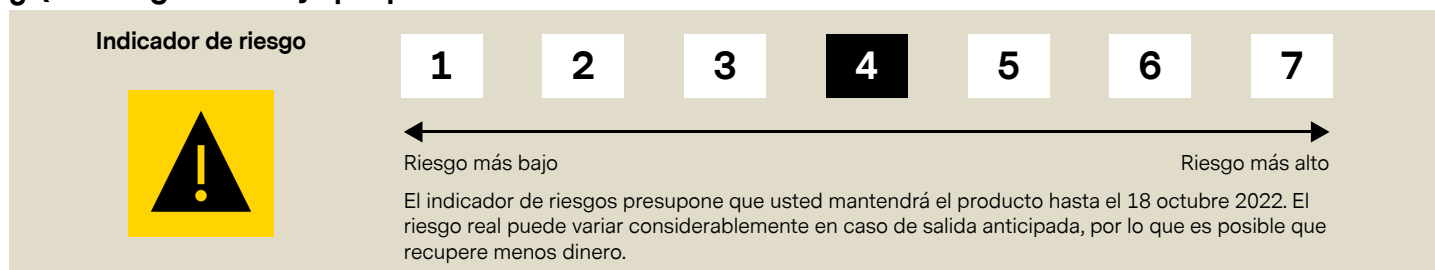 Indicador de riesgo
1 2 3 4 5 6 7
Riesgo más bajo Riesgo más alto
El indicador de riesgos presupone que usted mantendrá el producto hasta el 18 octubre 2022. El
riesgo real puede variar considerablemente en caso de salida anticipada, por lo que es posible que
recupere menos dinero.